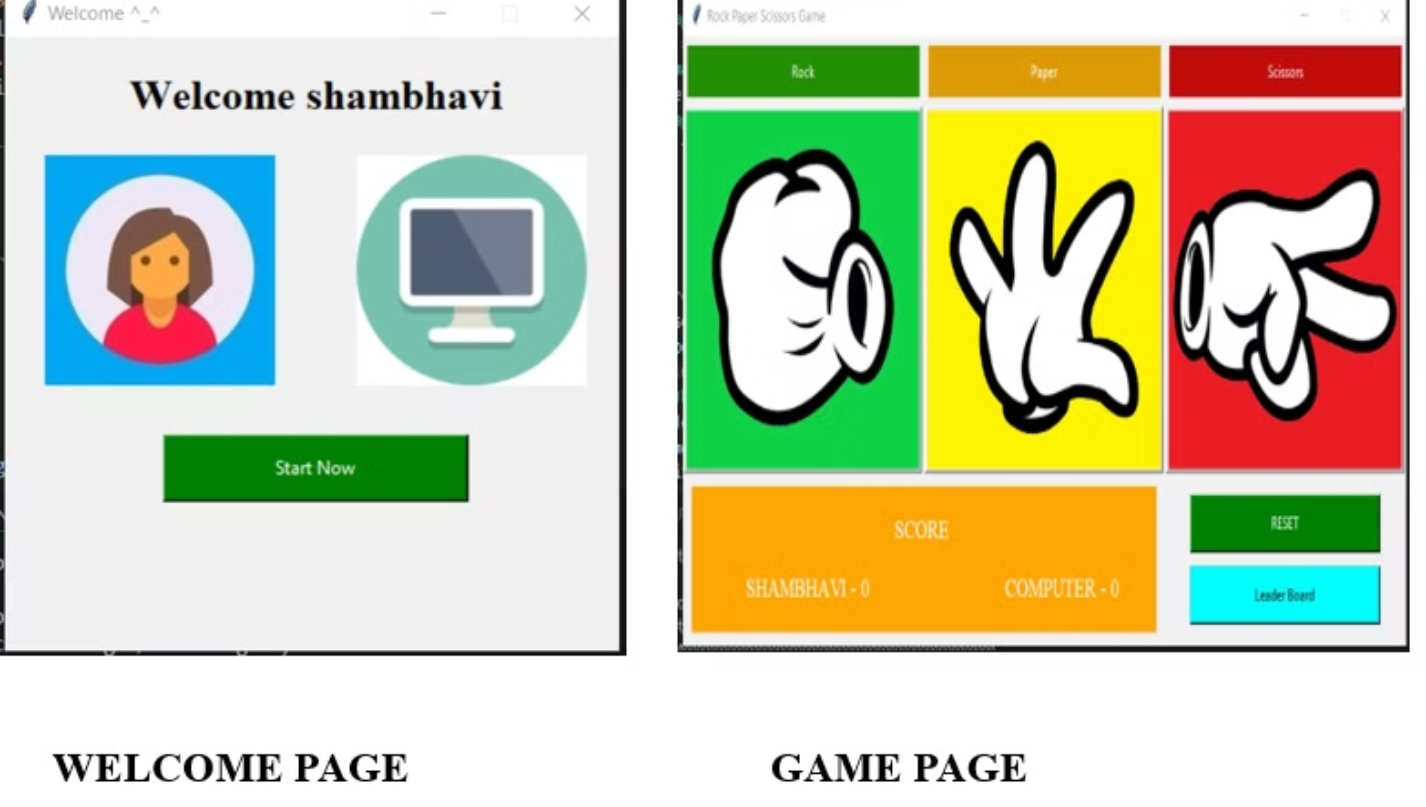 Welcome ^_^
Welcome shambhavi
Start Now
WELCOME PAGE
Rock Paper Scissors Game
Rock
Paper
Scissors
SCORE
SHAMBHAVI - 0
COMPUTER - 0
RESET
Leader Board
GAME PAGE